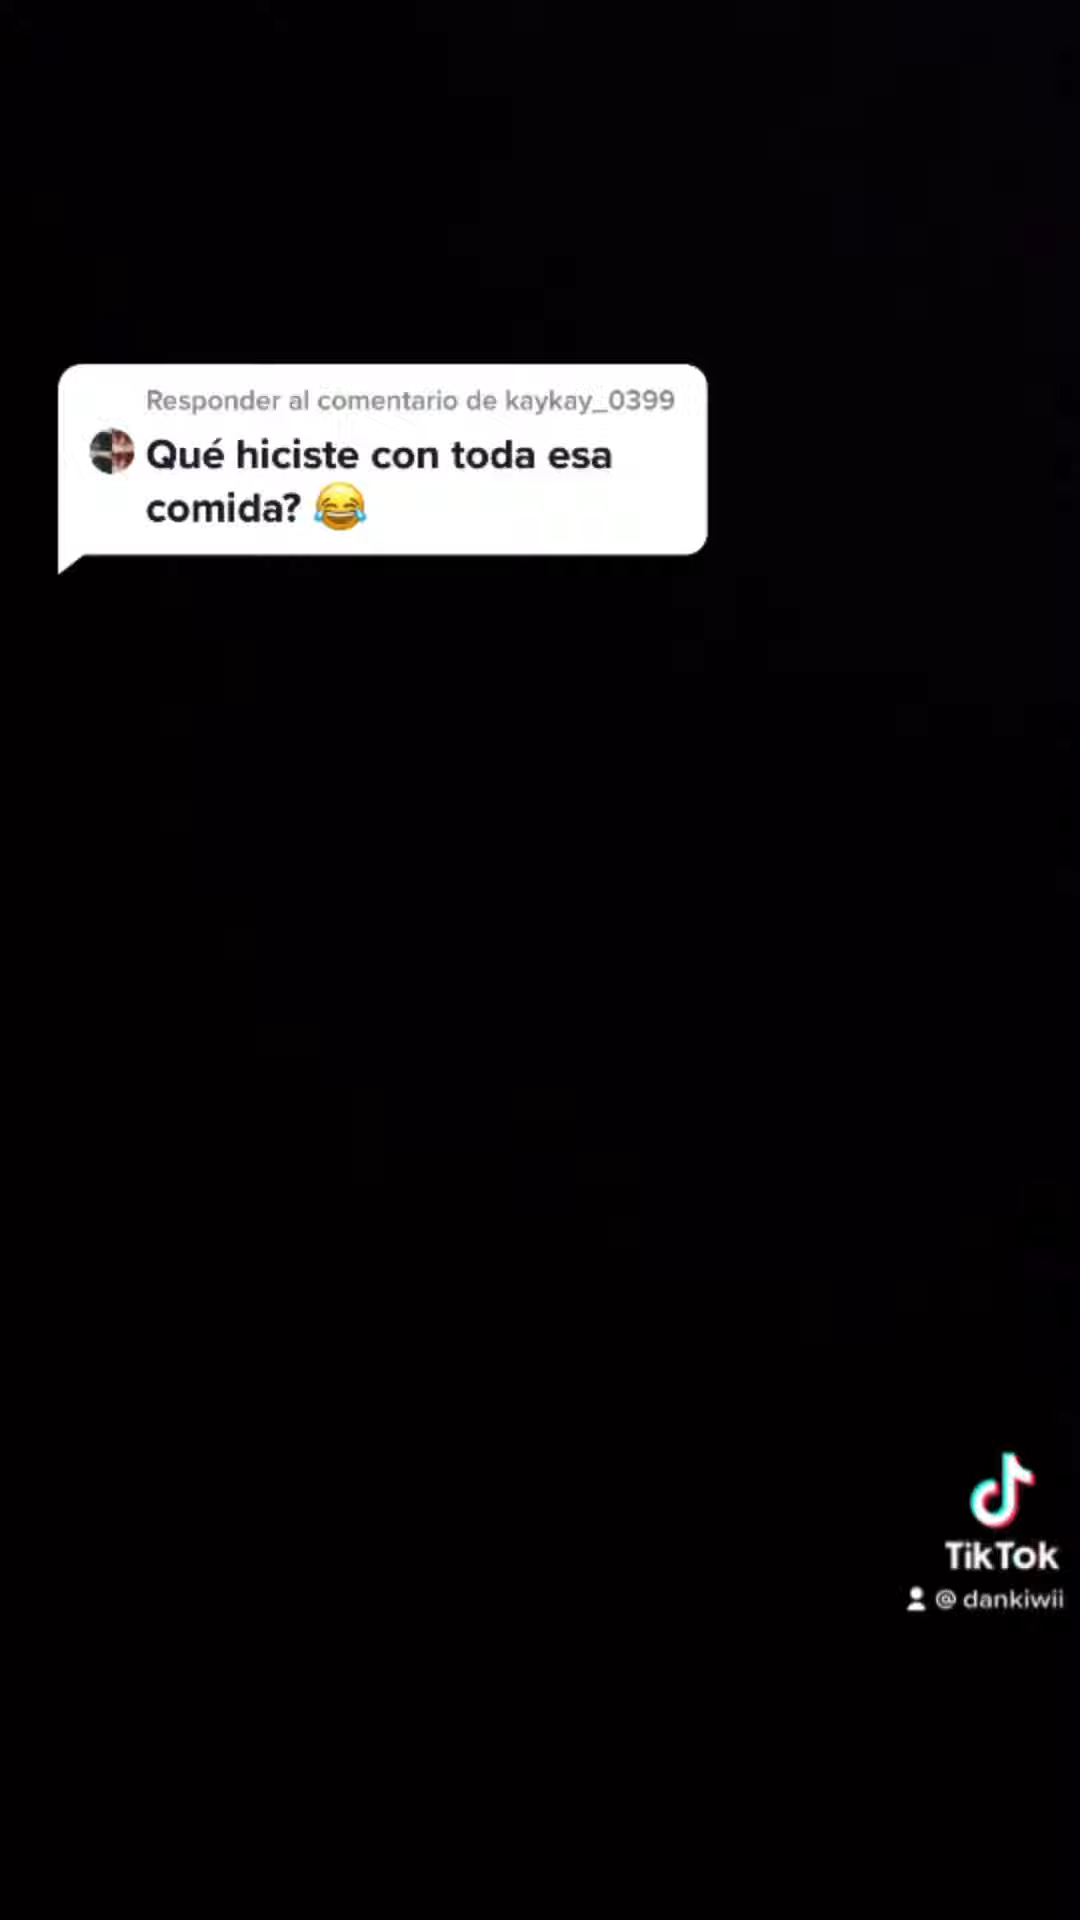 Responder al comentario de kaykay_0399
Qué hiciste con toda esa
comida? 😂
TikTok
@ dankiwii